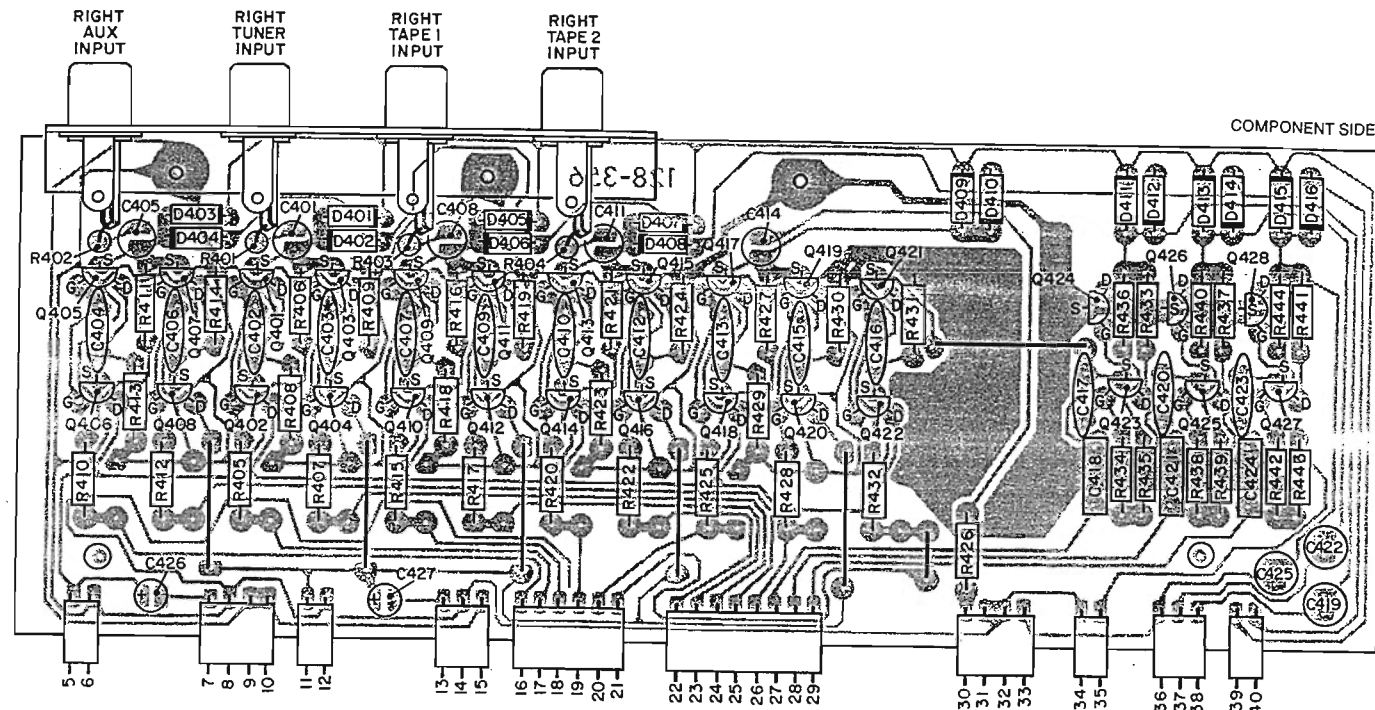 RIGHT AUX INPUT
RIGHT TUNER INPUT
RIGHT TAPE 1 INPUT
RIGHT TAPE 2 INPUT
COMPONENT SIDE
128-356
C405 D403 D404 C401 D401 D402 C408 D405 D406 C411 D407 D408 C414 D409 D410 D411 D412 D413 D414 D415 D416
R402 R401 R403 R404 Q415 Q417 Q419 Q421 Q424 Q426 Q428
S S S S S S S S S S S
G D G D G D G D G D G D G D G D G D G D G D S D D
Q405 C404 R411 C406 Q407 R414 C402 Q401 R406 C403 Q403 R409 C407 Q409 R416 C409 Q411 R419 C410 Q413 R421 C412 R424 C413 R427 C415 R430 C416 R431 R436 R433 R440 R437 R444 R441
S S S S S S S S S S S S S S
R413 R408 R418 R423 R429 C417 C420 C423
G D G D G D G D G D G D G D G D G D G D G D G D G D G D
Q406 Q408 Q402 Q404 Q410 Q412 Q414 Q416 Q418 Q420 Q422 Q423 Q425 Q427
R410 R412 R405 R407 R415 R417 R420 R422 R425 R428 R432 C418 R434 R435 C421 R438 R439 C424 R442 R443
R426
C426 C427 C422 C425 C419
5 6 7 8 9 10 11 12 13 14 15 16 17 18 19 20 21 22 23 24 25 26 27 28 29 30 31 32 33 34 35 36 37 38 39 40